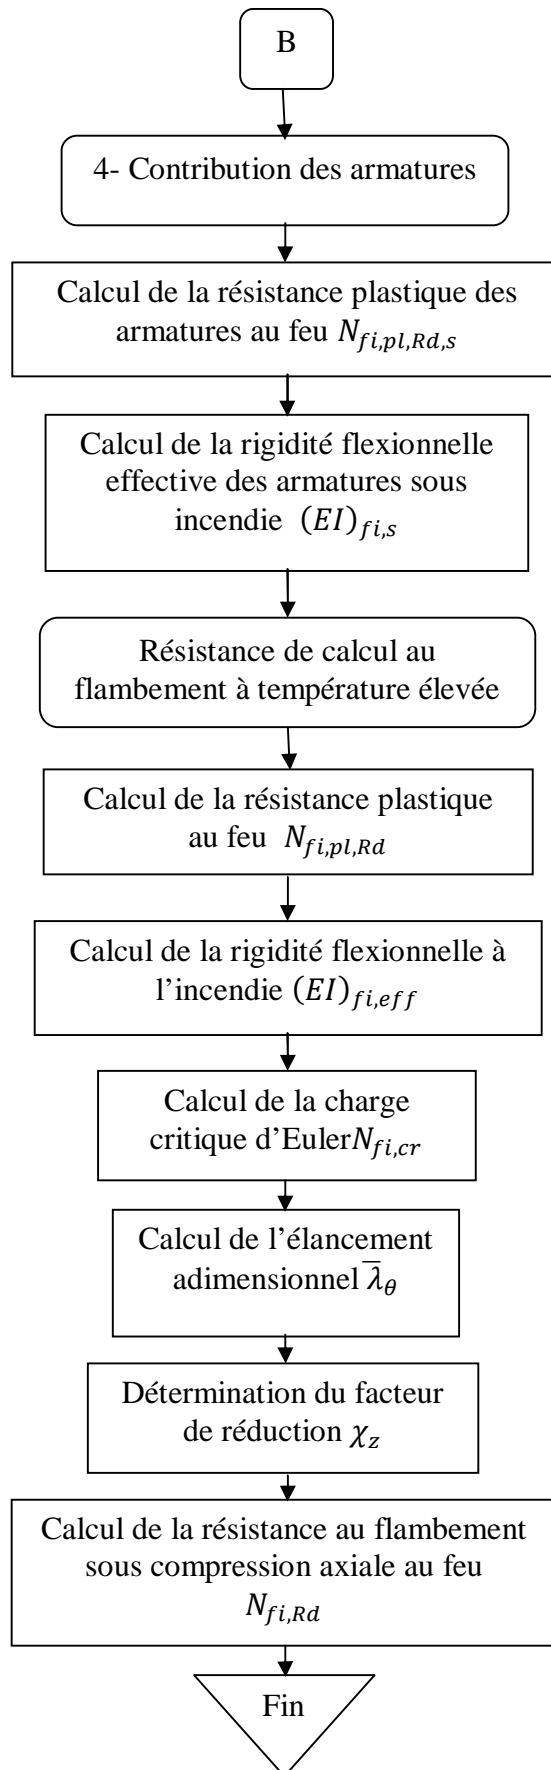 B
4- Contribution des armatures
Calcul de la résistance plastique des
armatures au feu N_{fi,pl,Rd,s}
Calcul de la rigidité flexionnelle
effective des armatures sous
incendie (EI)_{fi,s}
Résistance de calcul au
flambement à température élevée
Calcul de la résistance plastique
au feu N_{fi,pl,Rd}
Calcul de la rigidité flexionnelle à
l’incendie (EI)_{fi,eff}
Calcul de la charge
critique d’EulerN_{fi,cr}
Calcul de l’élancement
adimensionnel λ̅_θ
Détermination du facteur
de réduction χ_z
Calcul de la résistance au flambement
sous compression axiale au feu
N_{fi,Rd}
Fin